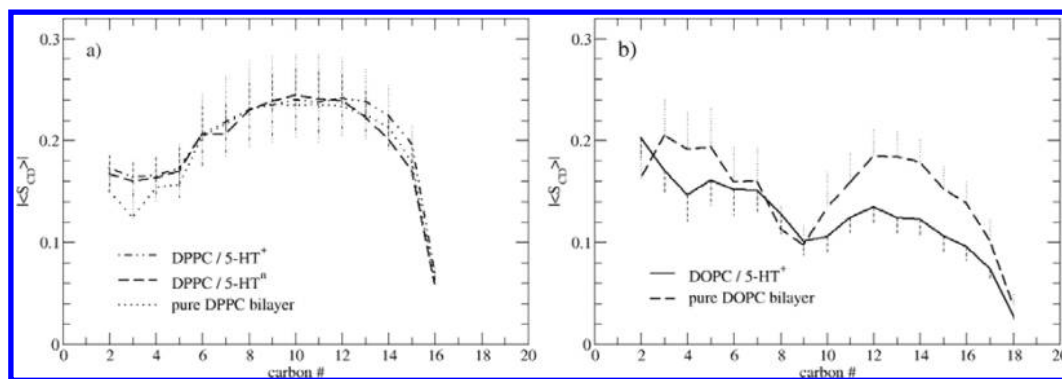 a)
0.3
0.2
0.1
0
|<S_CD>|
DPPC / 5-HT⁺
DPPC / 5-HTⁿ
pure DPPC bilayer
0 2 4 6 8 10 12 14 16 18 20
carbon #
b)
0.3
0.2
0.1
0
|<S_CD>|
DOPC / 5-HT⁺
pure DOPC bilayer
0 2 4 6 8 10 12 14 16 18 20
carbon #